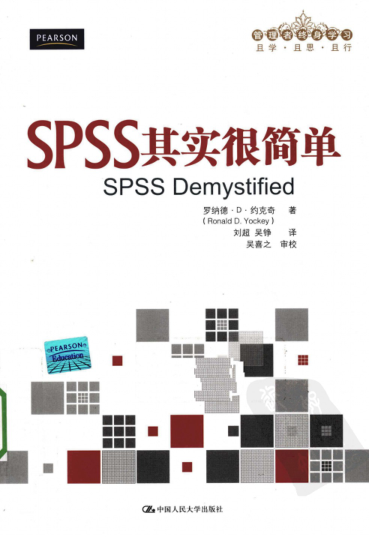 PEARSON
管理者终身学习
且学·且思·且行
SPSS其实很简单
SPSS Demystified
罗纳德·D·约克奇 著
(Ronald D. Yockey)
刘超 吴铮 译
吴喜之 审校
PEARSON
Education
中国人民大学出版社